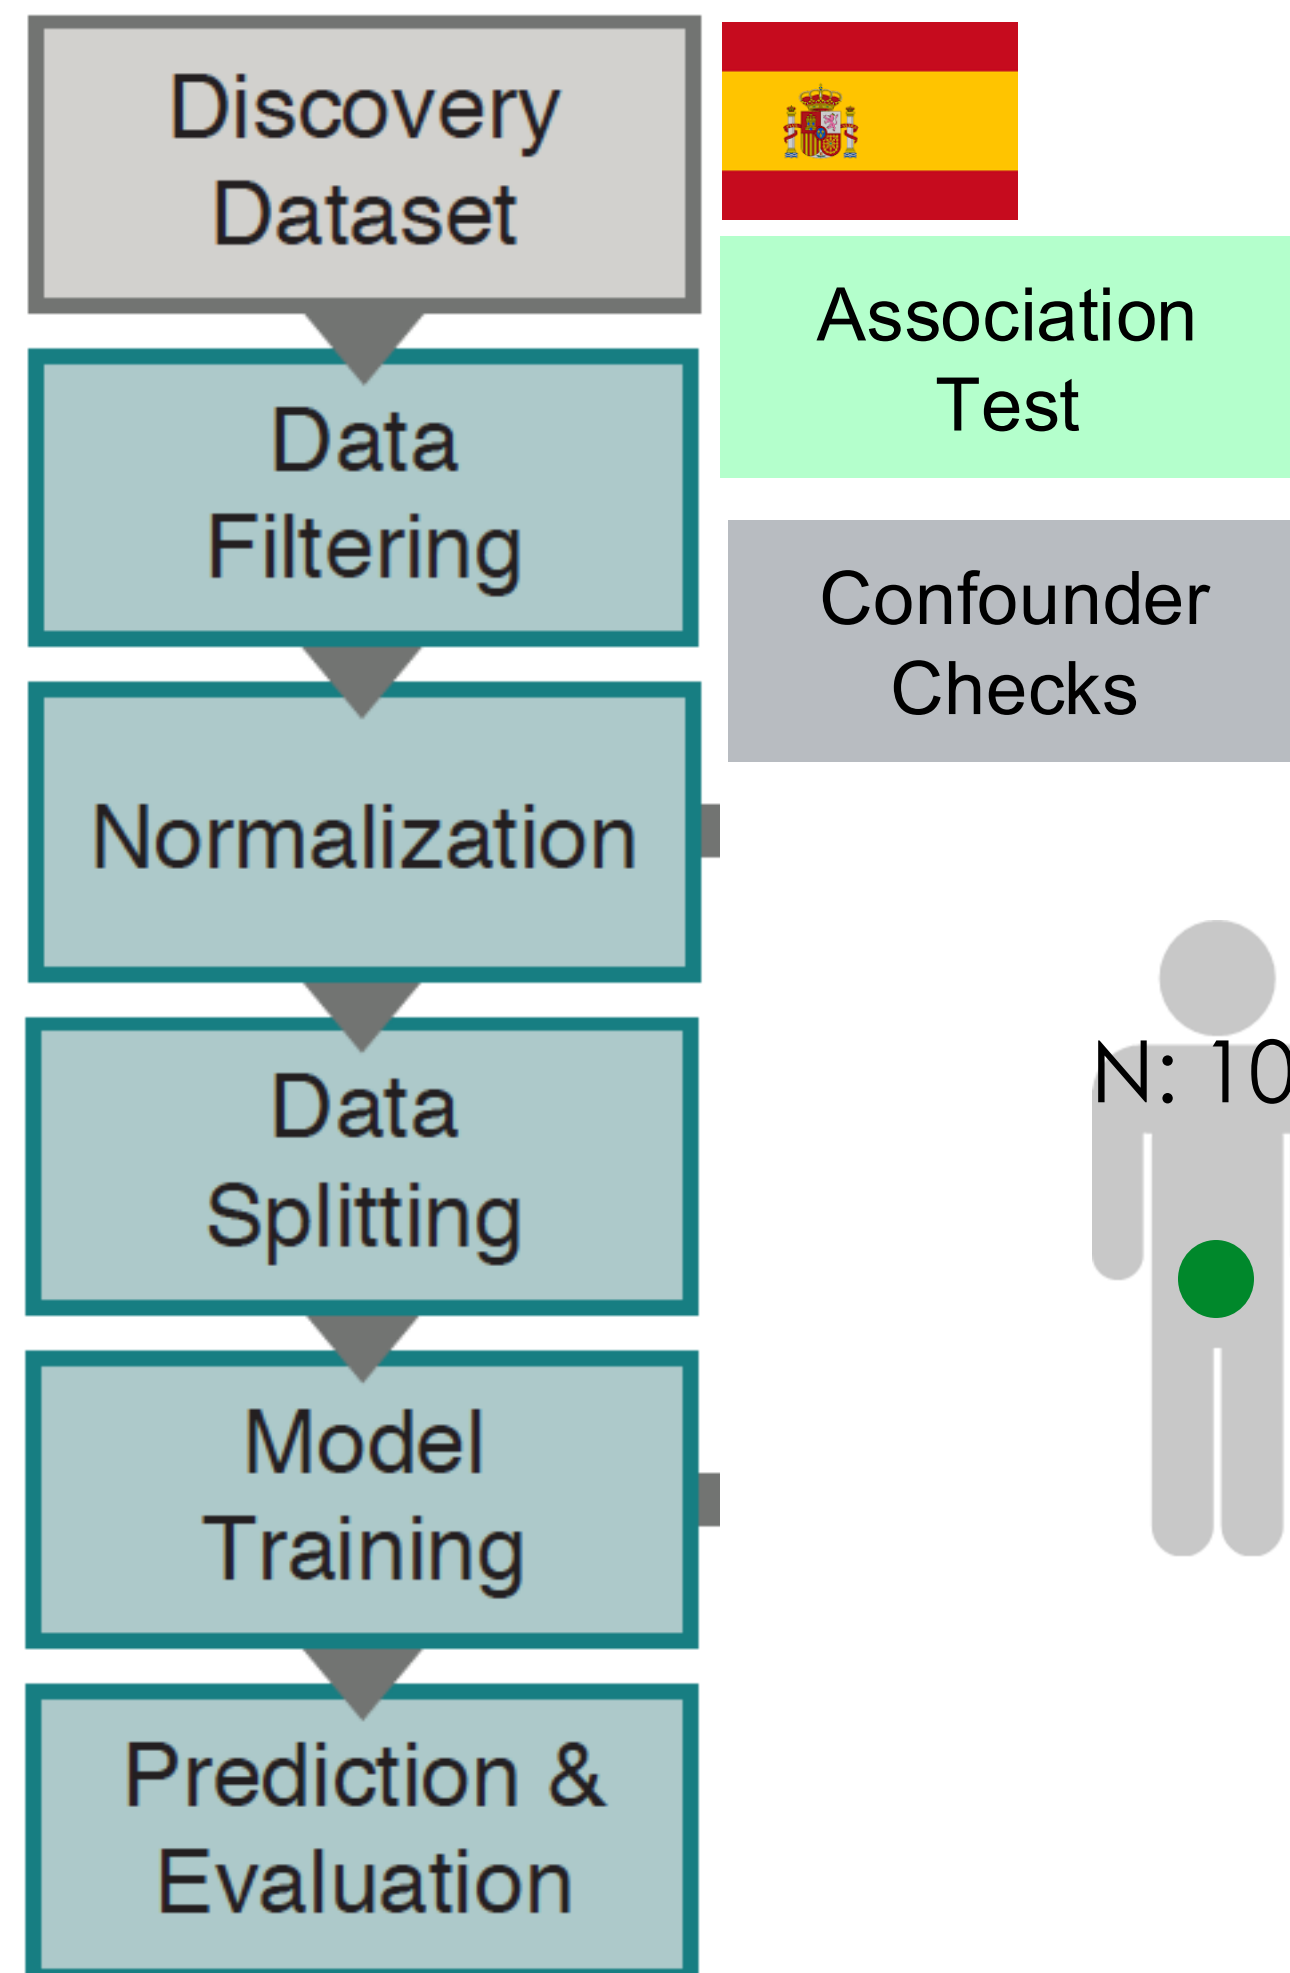 Discovery
Dataset
Data
Filtering
Normalization
Data
Splitting
Model
Training
Prediction &
Evaluation
Association
Test
Confounder
Checks
N: 10